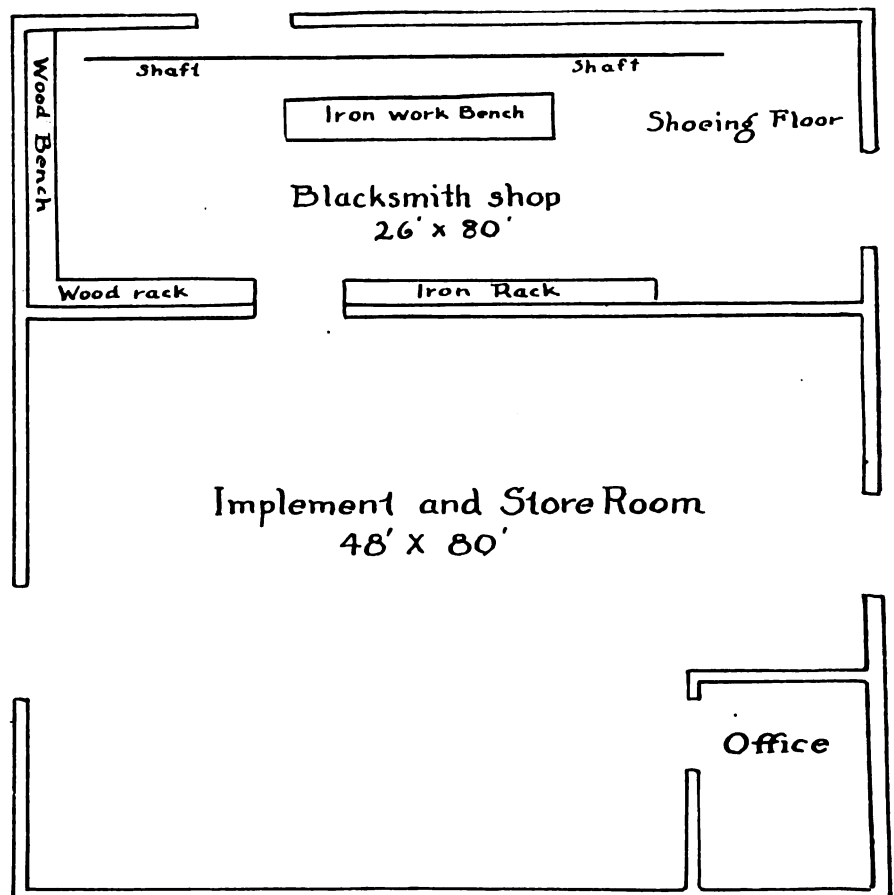 Shaft
Shaft
Wood Bench
Iron work Bench
Shoeing Floor
Blacksmith shop
26' x 80'
Wood rack
Iron Rack
Implement and Store Room
48' X 80'
Office